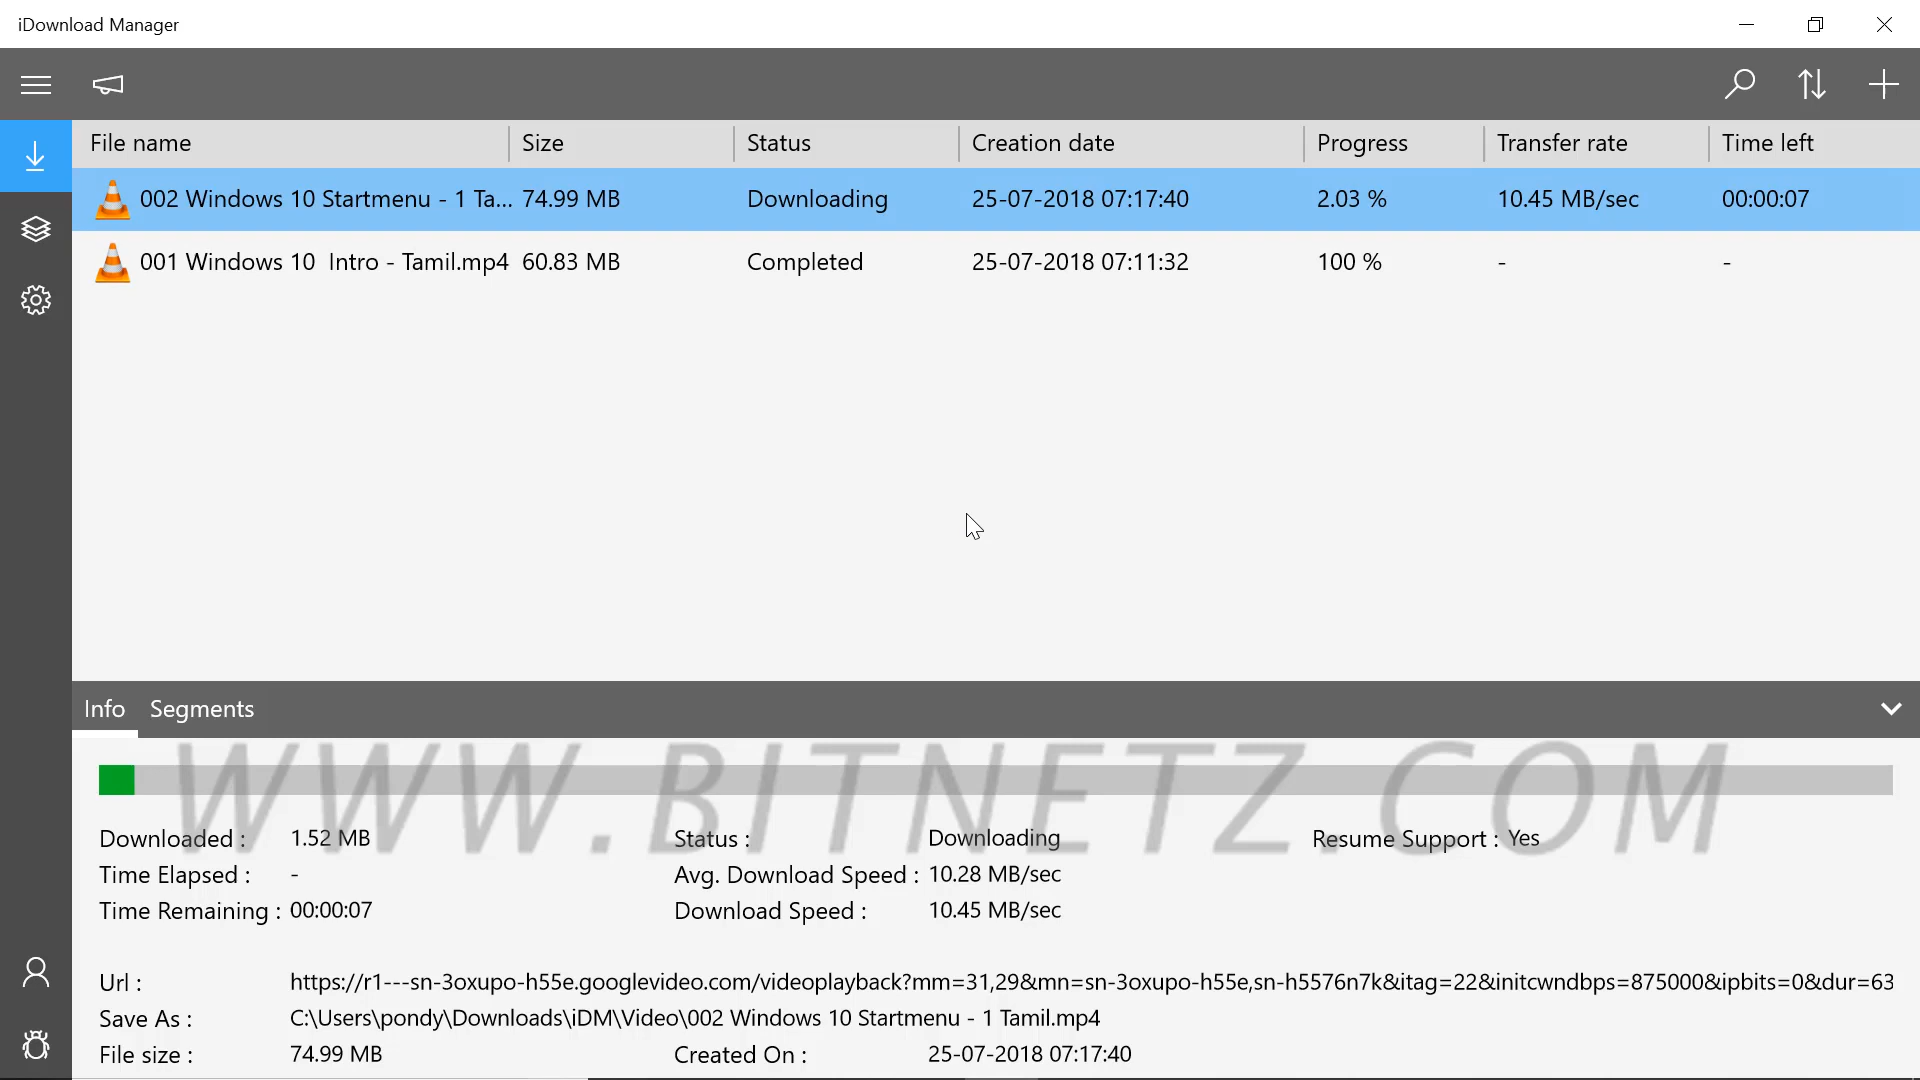 iDownload Manager
File name Size Status Creation date Progress Transfer rate Time left
002 Windows 10 Startmenu - 1 Ta... 74.99 MB Downloading 25-07-2018 07:17:40 2.03 % 10.45 MB/sec 00:00:07
001 Windows 10  Intro - Tamil.mp4 60.83 MB Completed 25-07-2018 07:11:32 100 % - -
Info Segments
WWW.BITNETZ.COM
Downloaded : 1.52 MB Status : Downloading Resume Support : Yes
Time Elapsed : - Avg. Download Speed : 10.28 MB/sec
Time Remaining : 00:00:07 Download Speed : 10.45 MB/sec
Url : https://r1---sn-3oxupo-h55e.googlevideo.com/videoplayback?mm=31,29&mn=sn-3oxupo-h55e,sn-h5576n7k&itag=22&initcwndbps=875000&ipbits=0&dur=63
Save As : C:\Users\pondy\Downloads\iDM\Video\002 Windows 10 Startmenu - 1 Tamil.mp4
File size : 74.99 MB Created On : 25-07-2018 07:17:40